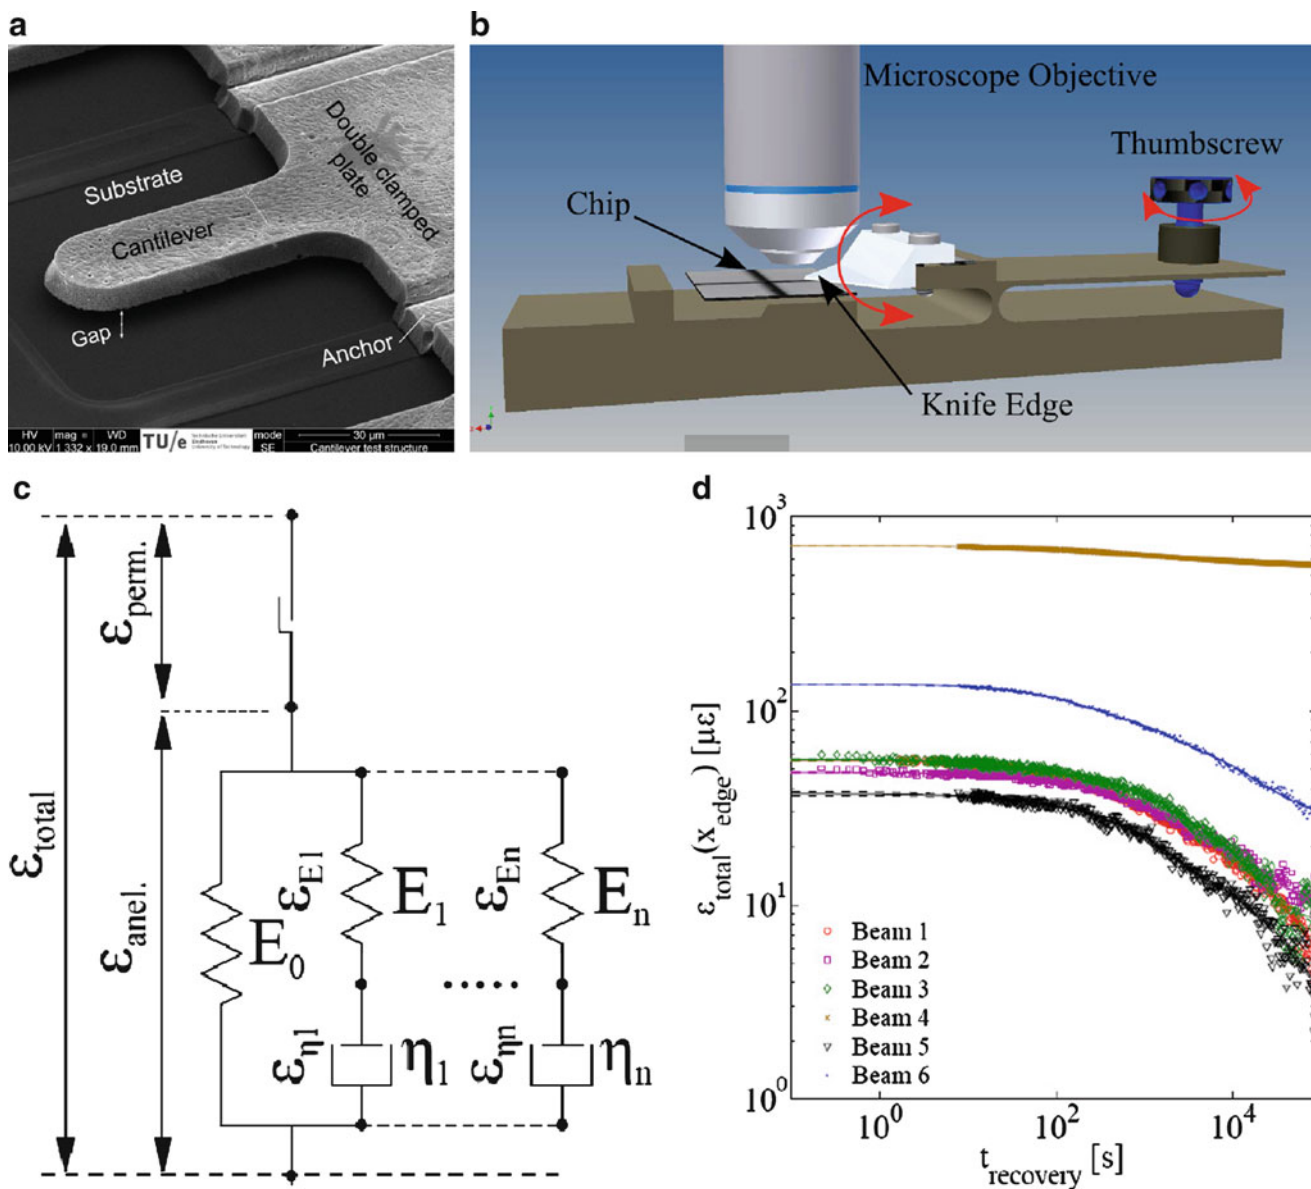 a
Double clamped
plate
Substrate
Cantilever
Gap
Anchor
HV
10.00 kV
mag
1 332 x
WD
19.0 mm
TU/e
mode
SE
30 µm
Cantilever test structure
b
Microscope Objective
Thumbscrew
Chip
Knife Edge
c
ε_total
ε_perm.
ε_anel.
E_0
ε_E1
E_1
ε_En
E_n
ε_η1
η_1
ε_ηn
η_n
d
ε_total(x_edge) [µε]
10^3
10^2
10^1
10^0
Beam 1
Beam 2
Beam 3
Beam 4
Beam 5
Beam 6
10^0
10^2
10^4
t_recovery [s]